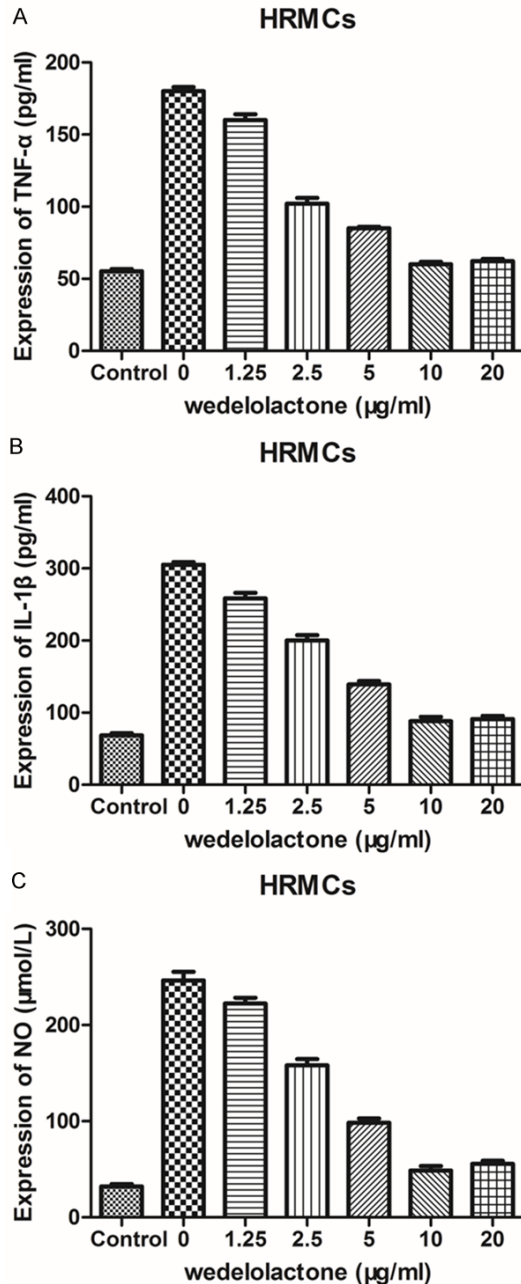 A
HRMCs
Expression of TNF-α (pg/ml)
200
150
100
50
0
Control 0 1.25 2.5 5 10 20
wedelolactone (μg/ml)
B
HRMCs
Expression of IL-1β (pg/ml)
400
300
200
100
0
Control 0 1.25 2.5 5 10 20
wedelolactone (μg/ml)
C
HRMCs
Expression of NO (μmol/L)
300
200
100
0
Control 0 1.25 2.5 5 10 20
wedelolactone (μg/ml)